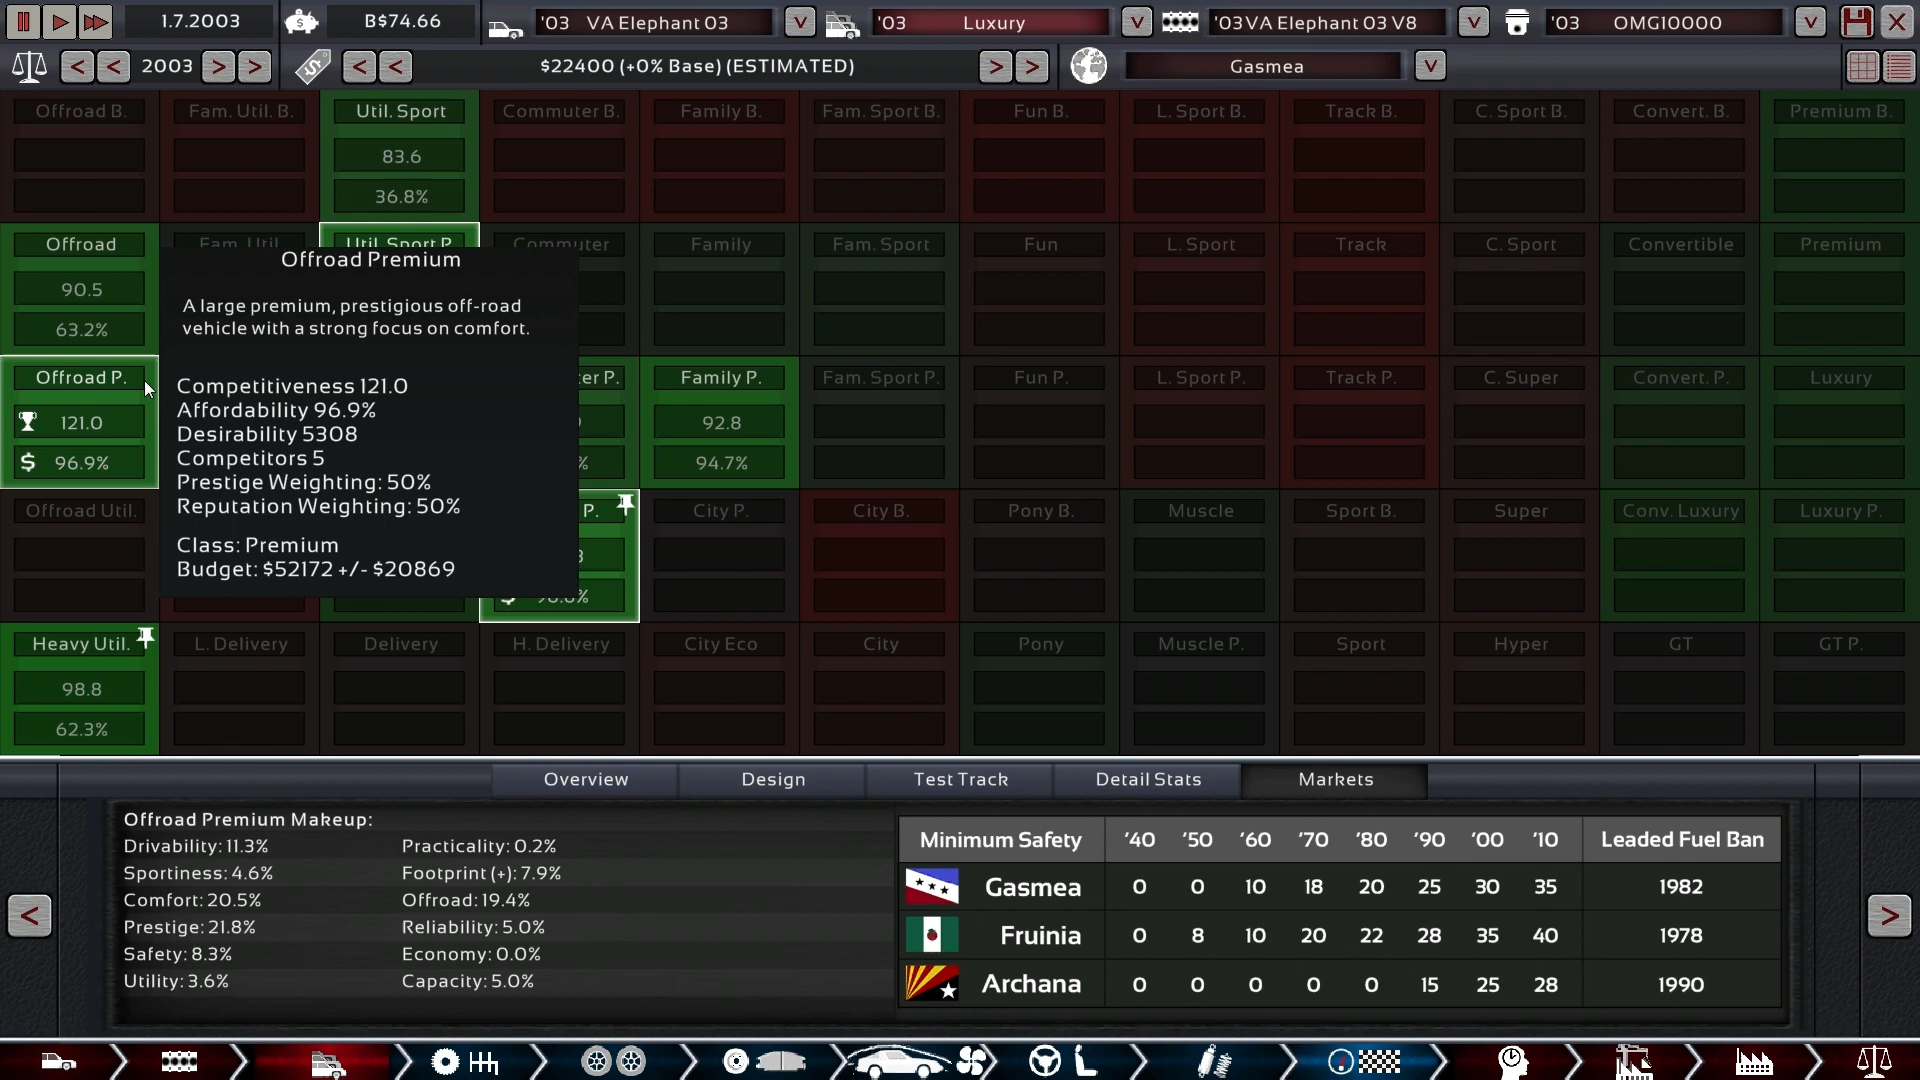 1.7.2003
B$74.66
'03 VA Elephant 03
'03 Luxury
'03 VA Elephant 03 V8
'03 OMG10000
2003
$22400 (+0% Base) (ESTIMATED)
Gasmea
Offroad B.
Fam. Util. B.
Util. Sport
Commuter B.
Family B.
Fam. Sport B.
Fun B.
L. Sport B.
Track B.
C. Sport B.
Convert. B.
Premium B.
83.6
36.8%
Offroad
Fam. Util.
Util. Sport P.
Commuter
Family
Fam. Sport
Fun
L. Sport
Track
C. Sport
Convertible
Premium
90.5
63.2%
Offroad P.
er P.
Family P.
Fam. Sport P.
Fun P.
L. Sport P.
Track P.
C. Super
Convert. P.
Luxury
121.0
92.8
96.9%
94.7%
Offroad Premium
A large premium, prestigious off-road
vehicle with a strong focus on comfort.
Competitiveness 121.0
Affordability 96.9%
Desirability 5308
Competitors 5
Prestige Weighting: 50%
Reputation Weighting: 50%
Class: Premium
Budget: $52172 +/- $20869
Offroad Util.
P.
City P.
City B.
Pony B.
Muscle
Sport B.
Super
Conv. Luxury
Luxury P.
Heavy Util.
L. Delivery
Delivery
H. Delivery
City Eco
City
Pony
Muscle P.
Sport
Hyper
GT
GT P.
98.8
62.3%
Overview
Design
Test Track
Detail Stats
Markets
Offroad Premium Makeup:
Drivability: 11.3%
Practicality: 0.2%
Sportiness: 4.6%
Footprint (+): 7.9%
Comfort: 20.5%
Offroad: 19.4%
Prestige: 21.8%
Reliability: 5.0%
Safety: 8.3%
Economy: 0.0%
Utility: 3.6%
Capacity: 5.0%
Minimum Safety '40 '50 '60 '70 '80 '90 '00 '10 Leaded Fuel Ban
Gasmea 0 0 10 18 20 25 30 35 1982
Fruinia 0 8 10 20 22 28 35 40 1978
Archana 0 0 0 0 0 15 25 28 1990